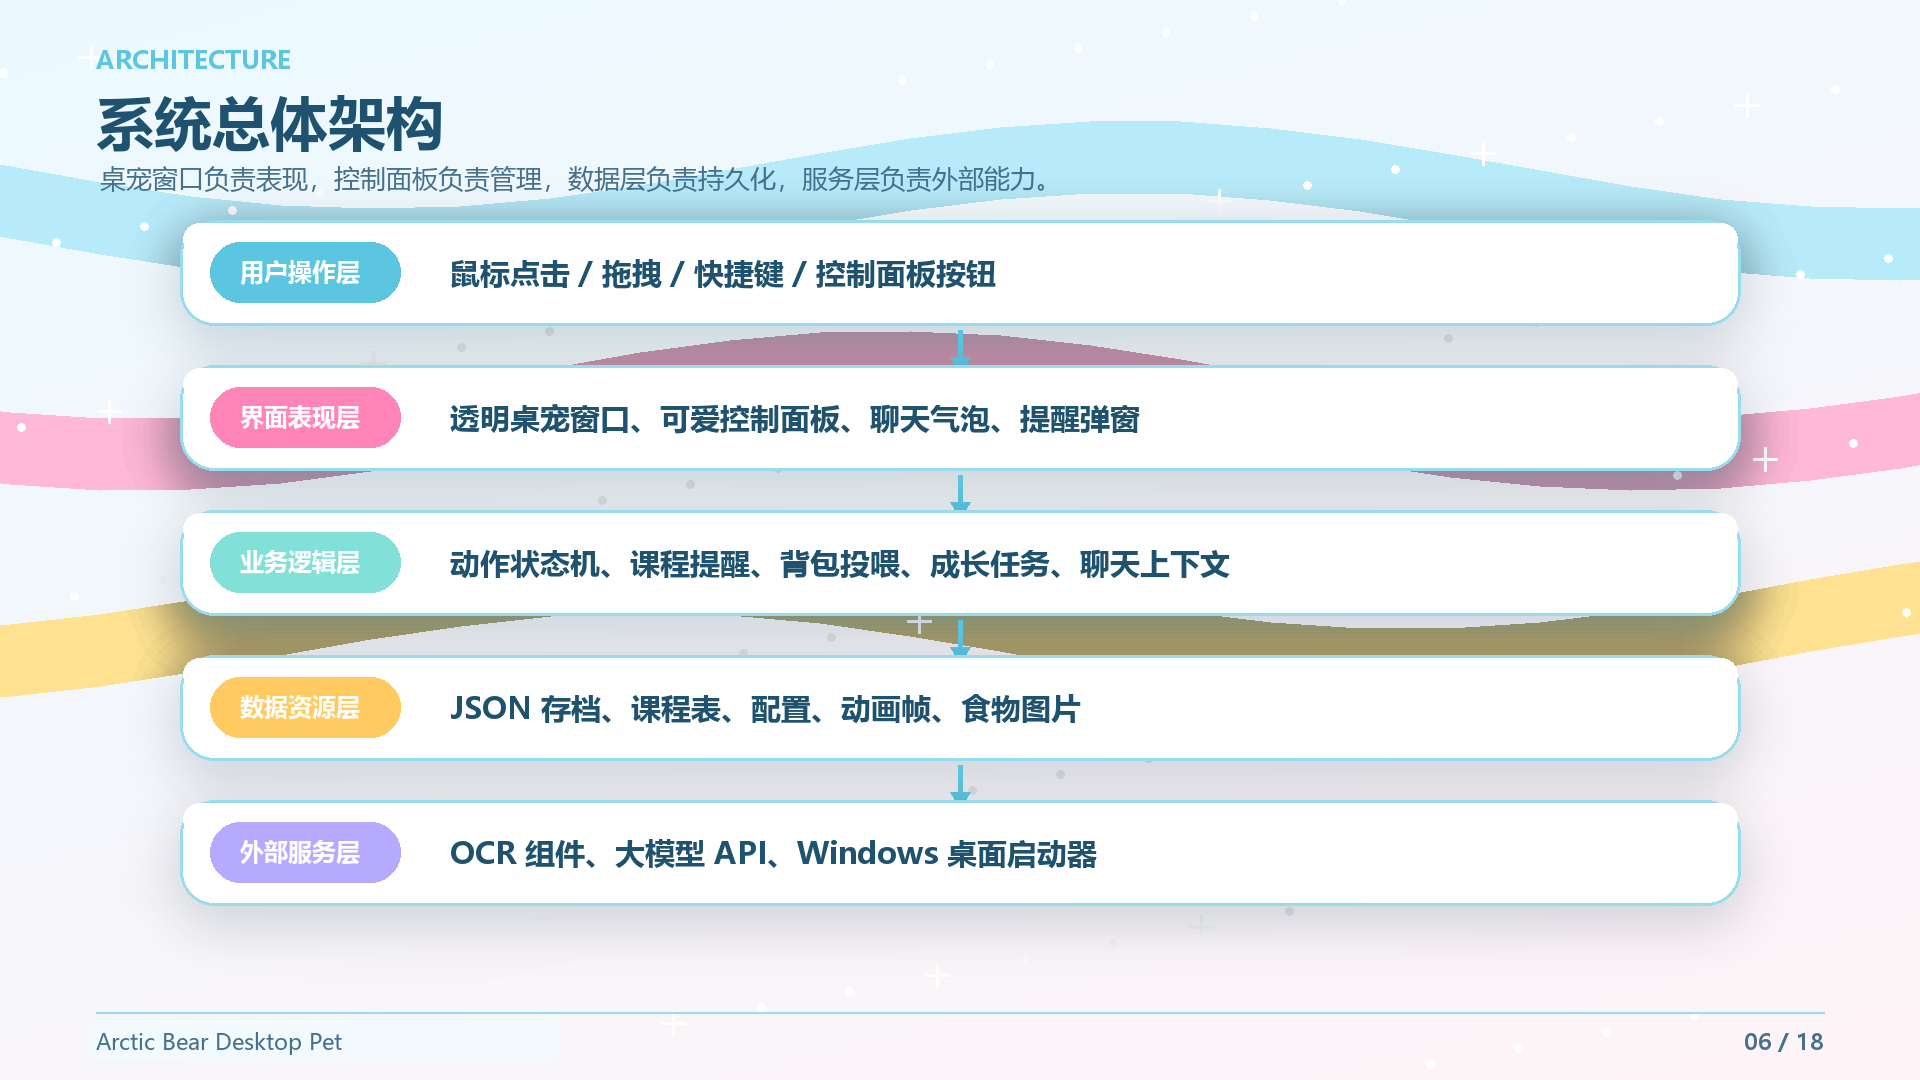 ARCHITECTURE
系统总体架构
桌宠窗口负责表现，控制面板负责管理，数据层负责持久化，服务层负责外部能力。
用户操作层
鼠标点击 / 拖拽 / 快捷键 / 控制面板按钮
界面表现层
透明桌宠窗口、可爱控制面板、聊天气泡、提醒弹窗
业务逻辑层
动作状态机、课程提醒、背包投喂、成长任务、聊天上下文
数据资源层
JSON 存档、课程表、配置、动画帧、食物图片
外部服务层
OCR 组件、大模型 API、Windows 桌面启动器
Arctic Bear Desktop Pet
06 / 18